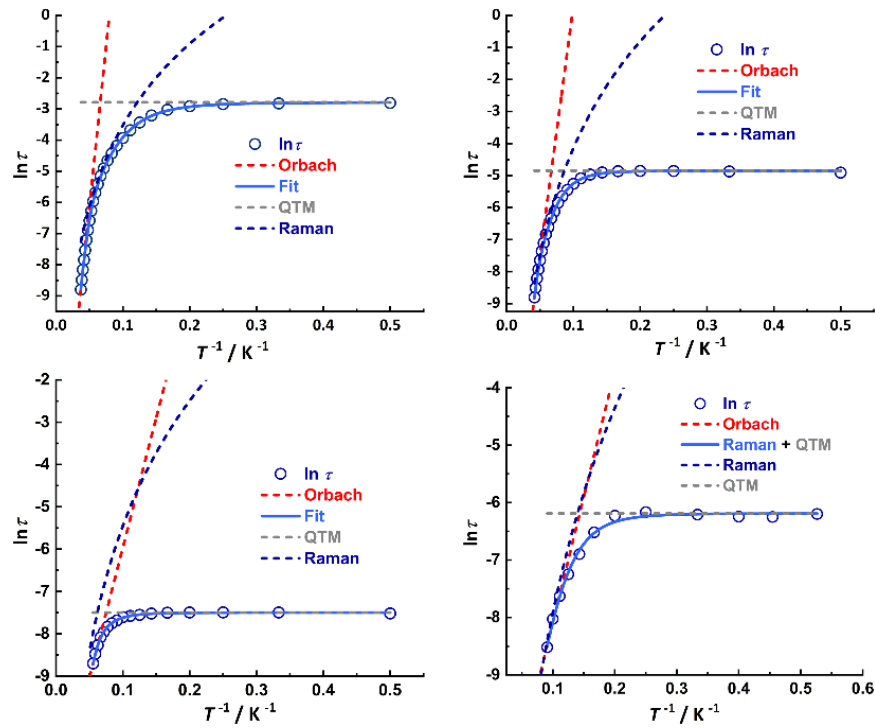 0
-1
-2
-3
-4
-5
-6
-7
-8
-9
ln τ
ln τ
Orbach
Fit
QTM
Raman
0.0 0.1 0.2 0.3 0.4 0.5
T⁻¹ / K⁻¹
0
-1
-2
-3
-4
-5
-6
-7
-8
-9
ln τ
ln τ
Orbach
Fit
QTM
Raman
0.0 0.1 0.2 0.3 0.4 0.5
T⁻¹ / K⁻¹
-2
-3
-4
-5
-6
-7
-8
-9
ln τ
ln τ
Orbach
Fit
QTM
Raman
0.0 0.1 0.2 0.3 0.4 0.5
T⁻¹ / K⁻¹
-4
-5
-6
-7
-8
-9
ln τ
ln τ
Orbach
Raman + QTM
Raman
QTM
0.1 0.2 0.3 0.4 0.5 0.6
T⁻¹ / K⁻¹